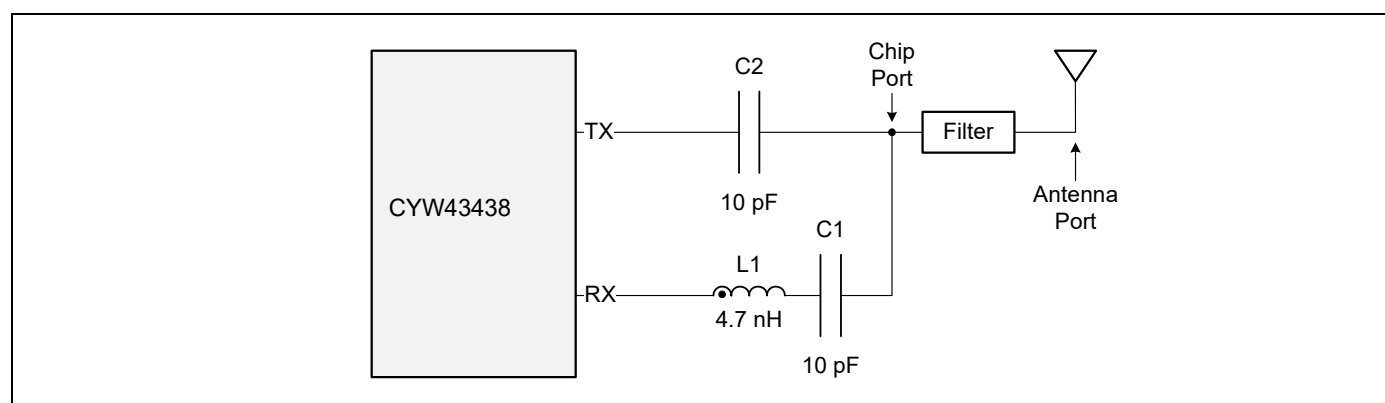 C2
Chip
Port
TX
Filter
10 pF
Antenna
Port
CYW43438
C1
L1
RX
4.7 nH
10 pF